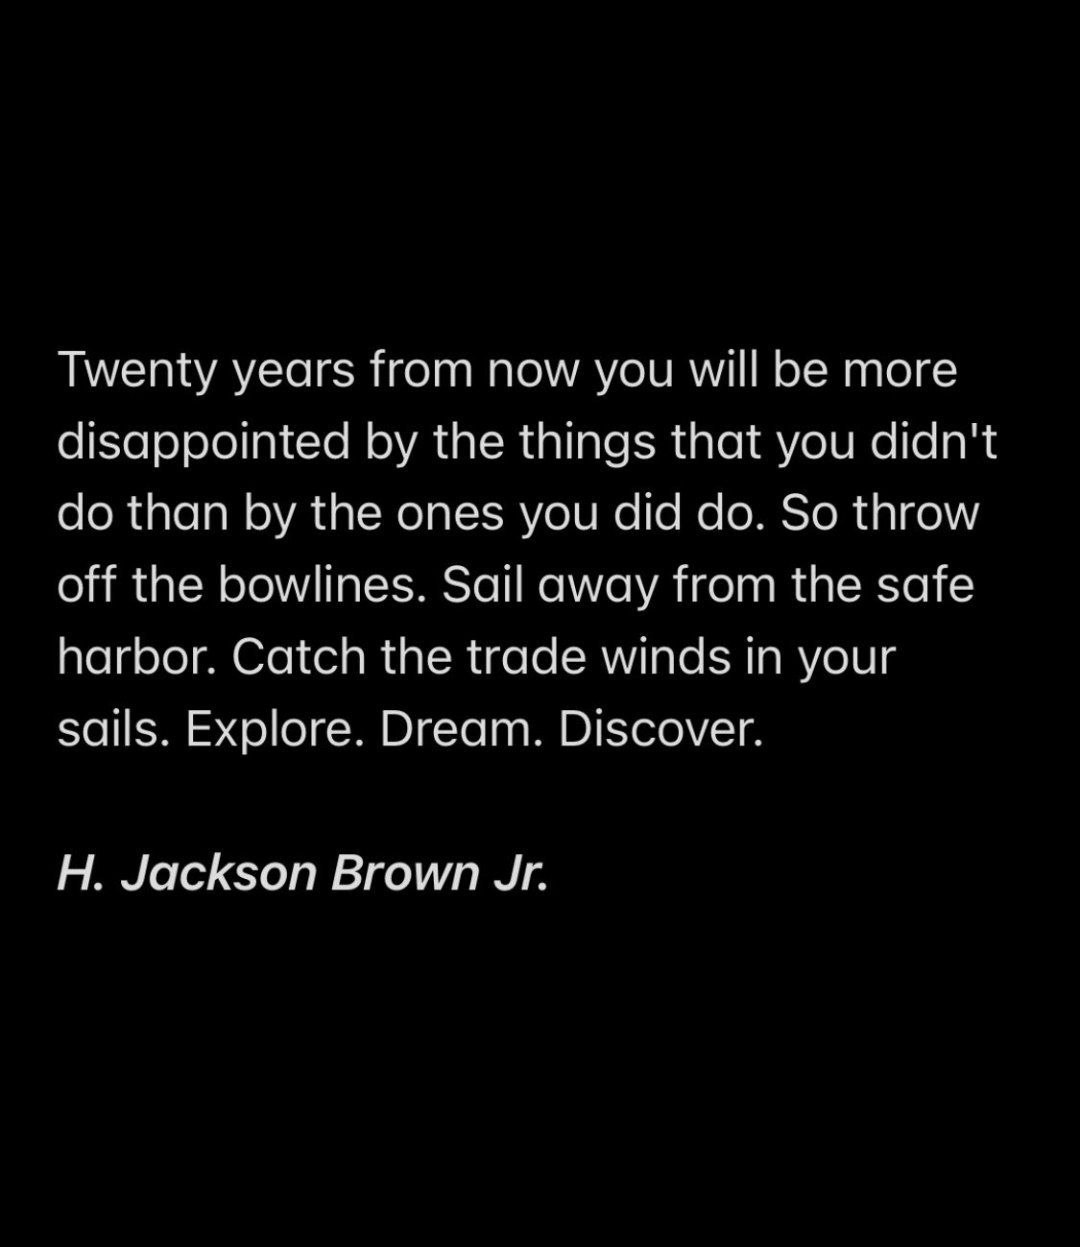 Twenty years from now you will be more
disappointed by the things that you didn't
do than by the ones you did do. So throw
off the bowlines. Sail away from the safe
harbor. Catch the trade winds in your
sails. Explore. Dream. Discover.
H. Jackson Brown Jr.